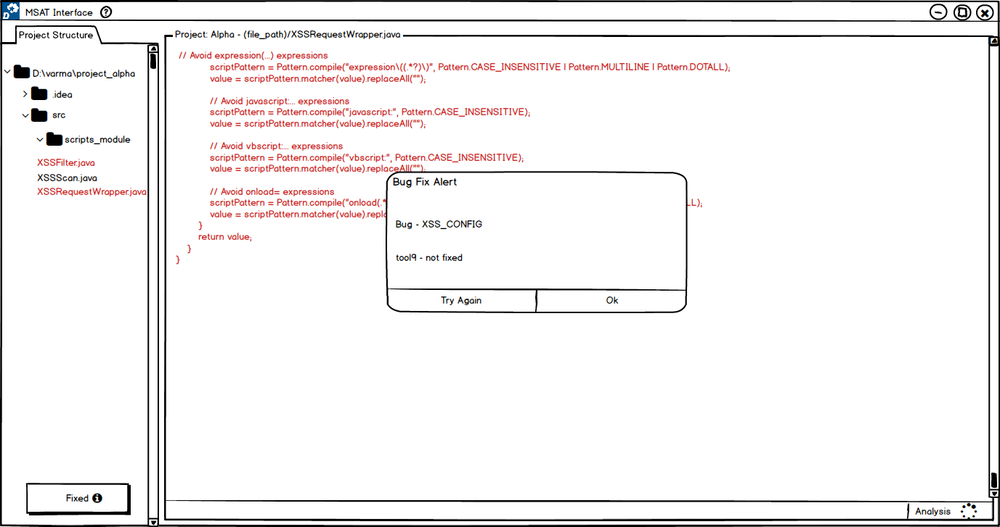 MSAT Interface ?
Project Structure
D:\varma\project_alpha
.idea
src
scripts_module
XSSFilter.java
XSSScan.java
XSSRequestWrapper.java
Fixed
Project: Alpha - (file_path)/XSSRequestWrapper.java
// Avoid expression(...) expressions
scriptPattern = Pattern.compile("expression\((.*?)\)", Pattern.CASE_INSENSITIVE | Pattern.MULTILINE | Pattern.DOTALL);
value = scriptPattern.matcher(value).replaceAll("");
// Avoid javascript:... expressions
scriptPattern = Pattern.compile("javascript:", Pattern.CASE_INSENSITIVE);
value = scriptPattern.matcher(value).replaceAll("");
// Avoid vbscript:... expressions
scriptPattern = Pattern.compile("vbscript:", Pattern.CASE_INSENSITIVE);
value = scriptPattern.matcher(value).replaceAll("");
// Avoid onload= expressions
scriptPattern = Pattern.compile("onload(.* LL);
value = scriptPattern.matcher(value).repla
}
return value;
}
}
Bug Fix Alert
Bug - XSS_CONFIG
tool9 - not fixed
Try Again
Ok
Analysis